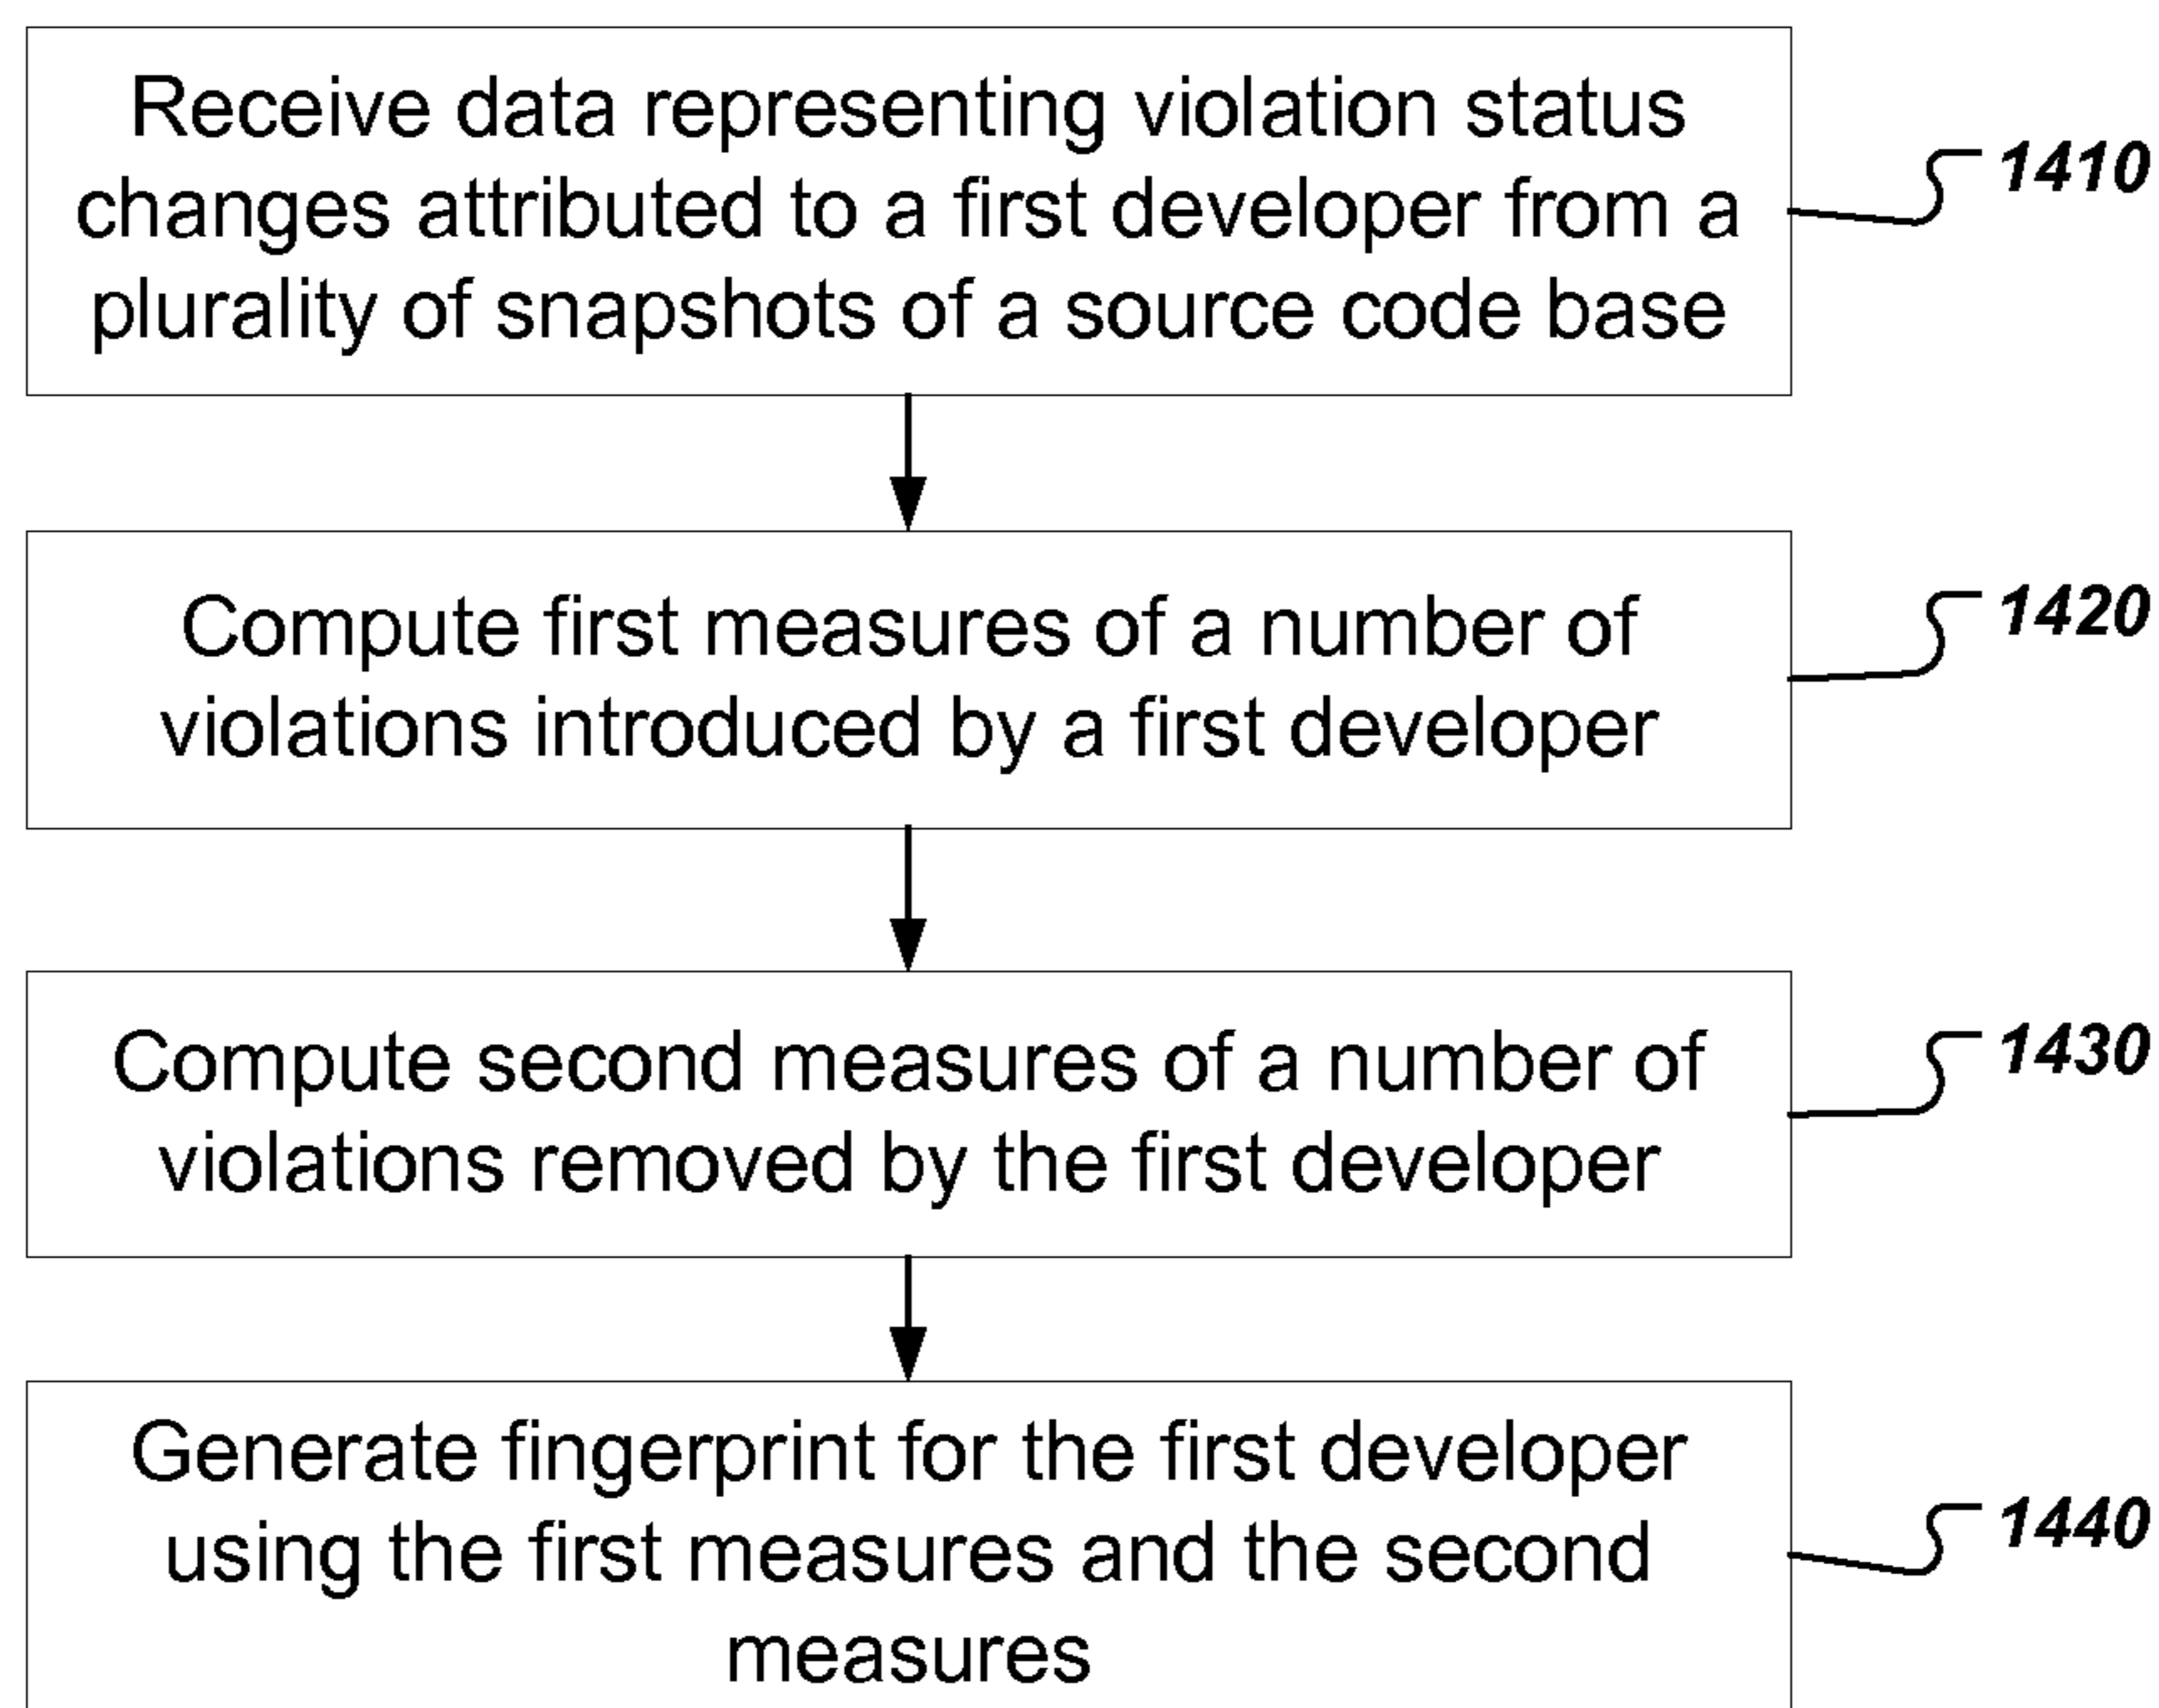 Receive data representing violation status
changes attributed to a first developer from a
plurality of snapshots of a source code base
1410
Compute first measures of a number of
violations introduced by a first developer
1420
Compute second measures of a number of
violations removed by the first developer
1430
Generate fingerprint for the first developer
using the first measures and the second
measures
1440